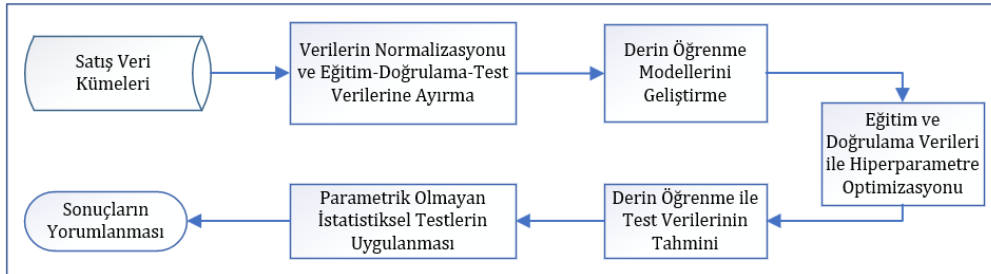 Satış Veri
Kümeleri
Verilerin Normalizasyonu
ve Eğitim-Doğrulama-Test
Verilerine Ayırma
Derin Öğrenme
Modellerini
Geliştirme
Eğitim ve
Doğrulama Verileri
ile Hiperparametre
Optimizasyonu
Derin Öğrenme ile
Test Verilerinin
Tahmini
Parametrik Olmayan
İstatistiksel Testlerin
Uygulanması
Sonuçların
Yorumlanması